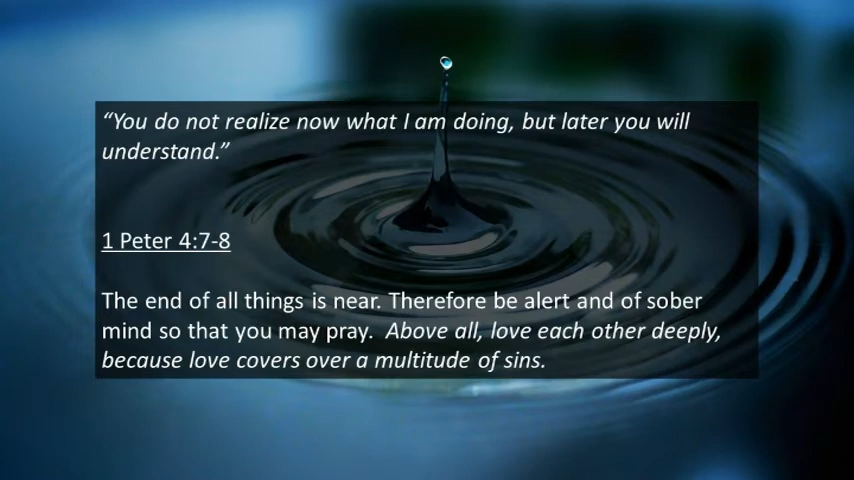 “You do not realize now what I am doing, but later you will
understand.”
1 Peter 4:7-8
The end of all things is near. Therefore be alert and of sober
mind so that you may pray.  Above all, love each other deeply,
because love covers over a multitude of sins.